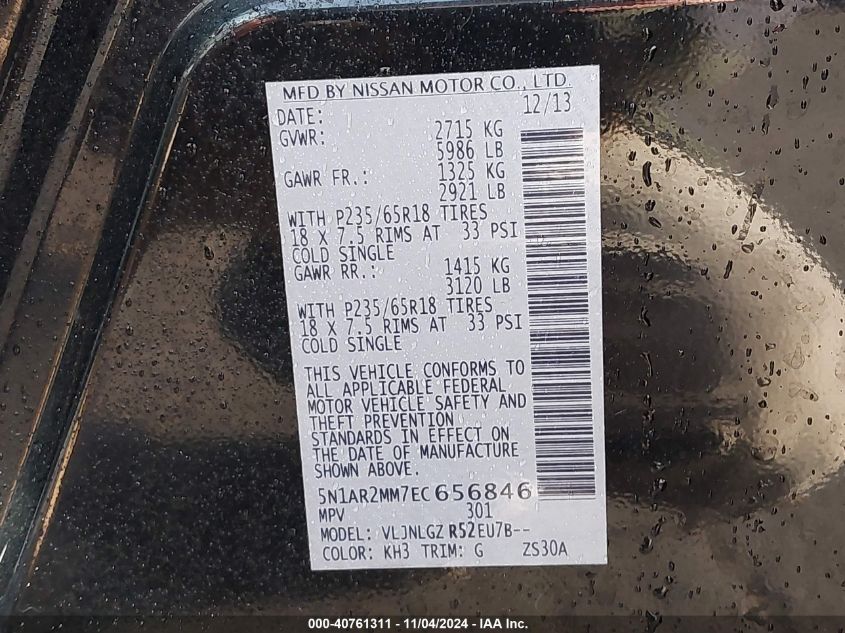 MFD BY NISSAN MOTOR CO., LTD.
DATE: 12/13
GVWR: 2715 KG
5986 LB
GAWR FR.: 1325 KG
2921 LB
WITH P235/65R18 TIRES
18 X 7.5 RIMS AT 33 PSI
COLD SINGLE
GAWR RR.: 1415 KG
3120 LB
WITH P235/65R18 TIRES
18 X 7.5 RIMS AT 33 PSI
COLD SINGLE
THIS VEHICLE CONFORMS TO
ALL APPLICABLE FEDERAL
MOTOR VEHICLE SAFETY AND
THEFT PREVENTION
STANDARDS IN EFFECT ON
THE DATE OF MANUFACTURE
SHOWN ABOVE.
5N1AR2MM7EC656846
MPV 301
MODEL: VLJNLGZ R52EU7B--
COLOR: KH3 TRIM: G ZS30A
000-40761311 - 11/04/2024 - IAA Inc.